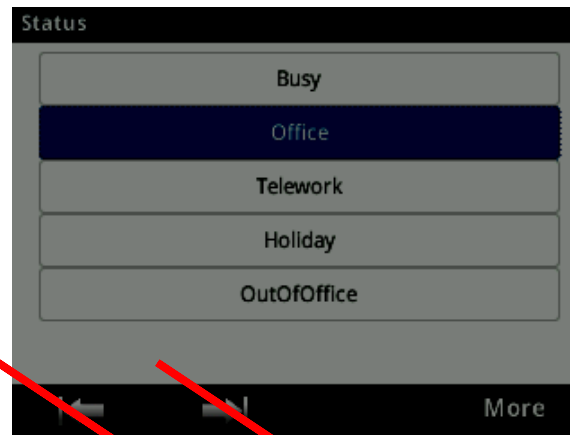 Status
Busy
Office
Telework
Holiday
OutOfOffice
More